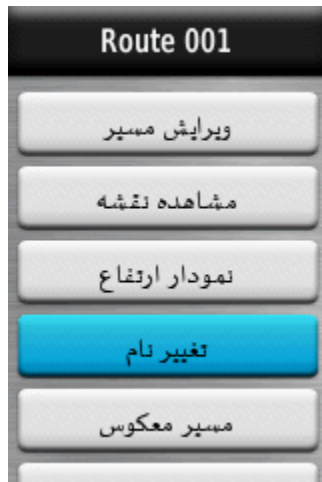 Route 001
ویرایش مسیر
مشاهده نقشه
نمودار ارتفاع
تغییر نام
مسیر معکوس